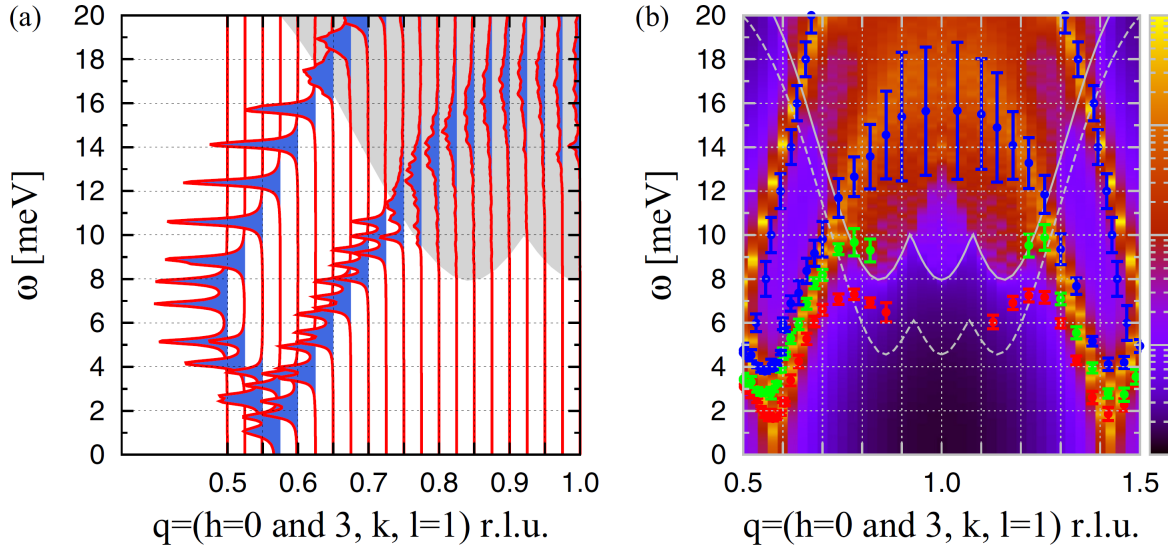 (a)
ω [meV]
20
18
16
14
12
10
8
6
4
2
0
0.5 0.6 0.7 0.8 0.9 1.0
q=(h=0 and 3, k, l=1) r.l.u.
(b)
ω [meV]
20
18
16
14
12
10
8
6
4
2
0
0.5 1.0 1.5
q=(h=0 and 3, k, l=1) r.l.u.